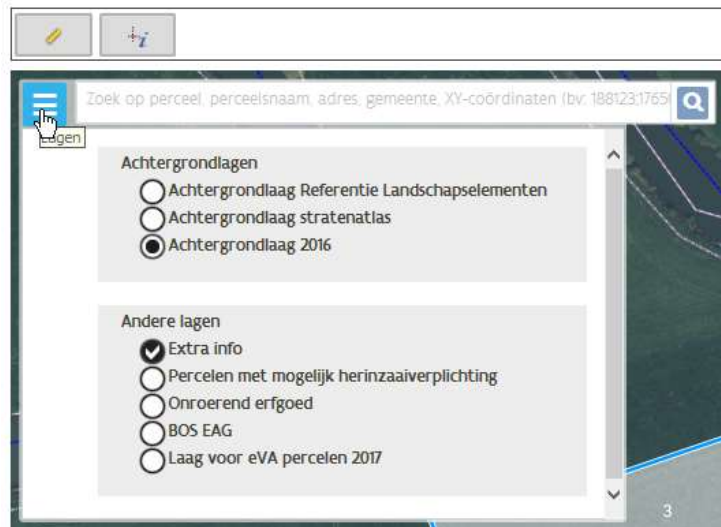 i
Zoek op perceel, perceelsnaam, adres, gemeente, XY-coördinaten (bv: 188123;1765
Lagen
Achtergrondlagen
Achtergrondlaag Referentie Landschapselementen
Achtergrondlaag stratenatlas
Achtergrondlaag 2016
Andere lagen
Extra info
Percelen met mogelijk herinzaaiverplichting
Onroerend erfgoed
BOS EAG
Laag voor eVA percelen 2017
3